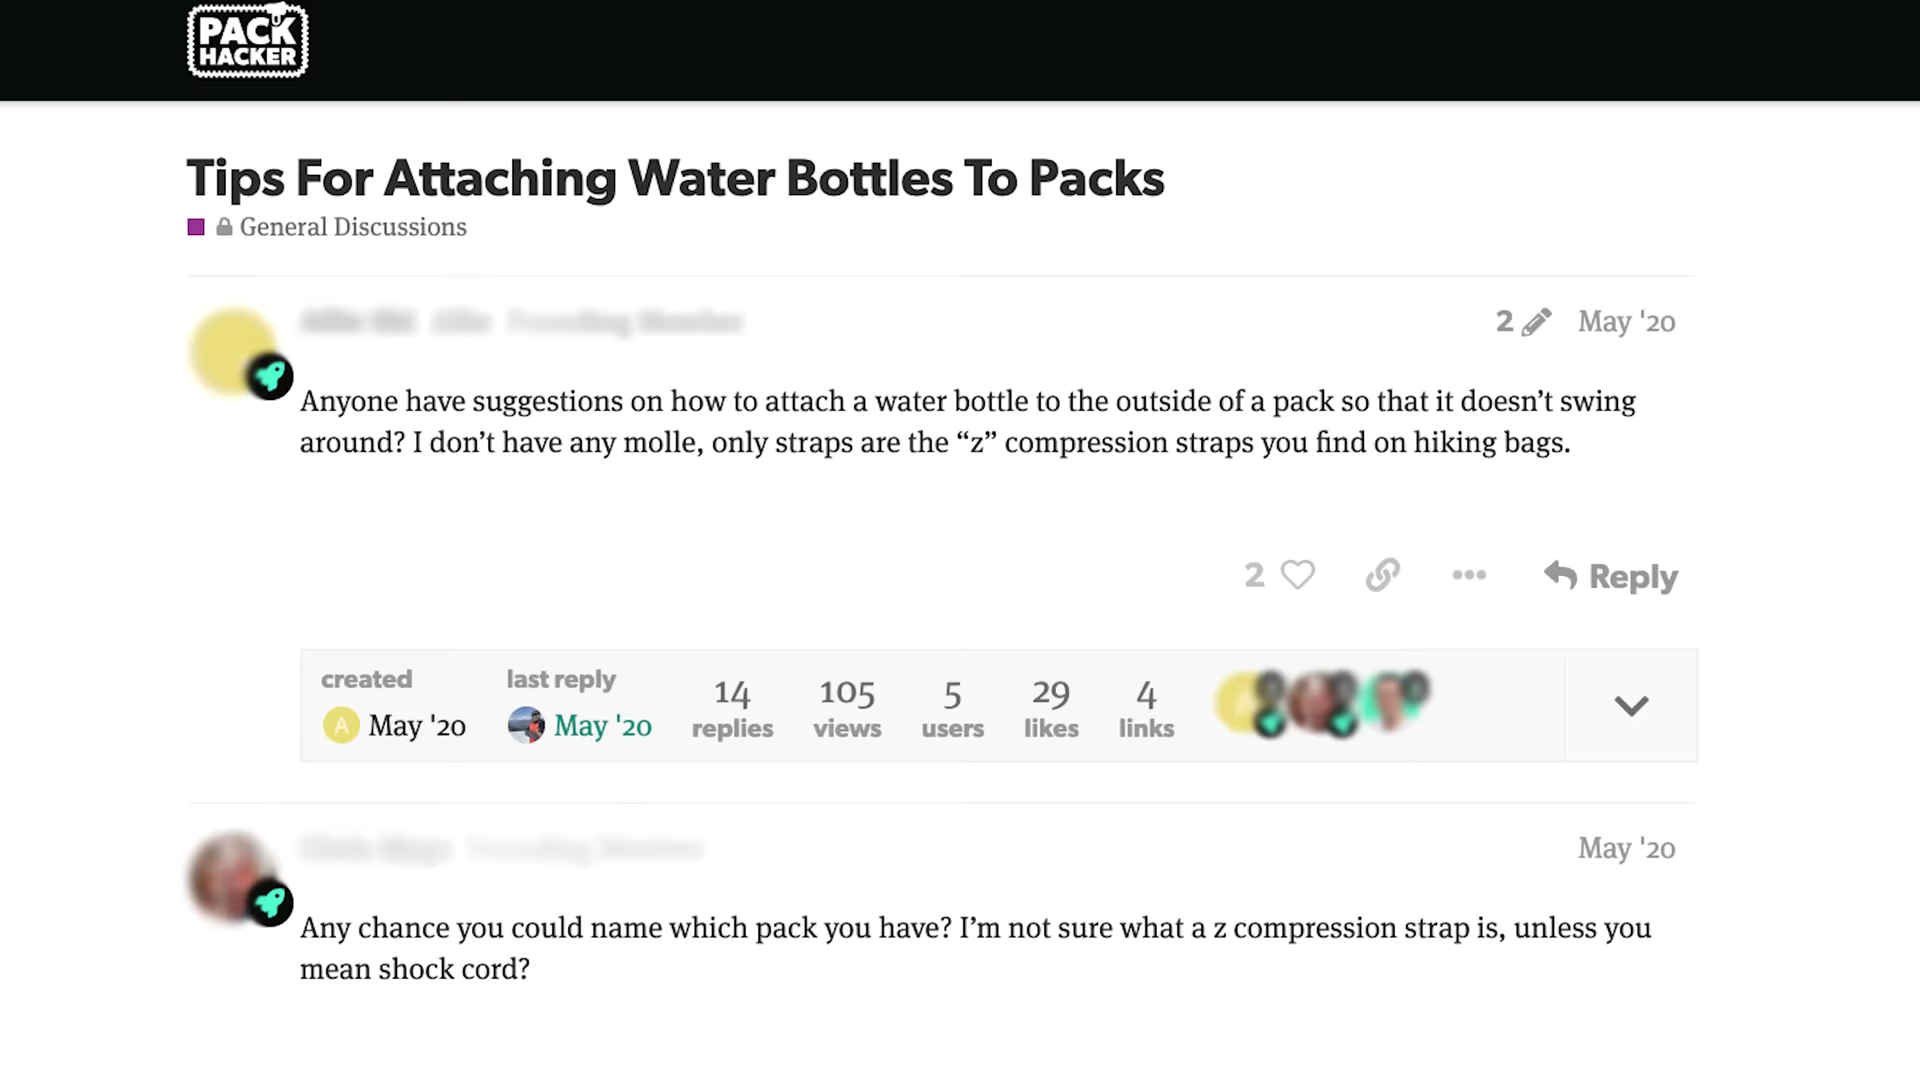 PACK
HACKER
Tips For Attaching Water Bottles To Packs
General Discussions
2 May '20
Anyone have suggestions on how to attach a water bottle to the outside of a pack so that it doesn’t swing
around? I don’t have any molle, only straps are the “z” compression straps you find on hiking bags.
2 Reply
created last reply 14 105 5 29 4
A May '20 May '20 replies views users likes links
May '20
Any chance you could name which pack you have? I’m not sure what a z compression strap is, unless you
mean shock cord?